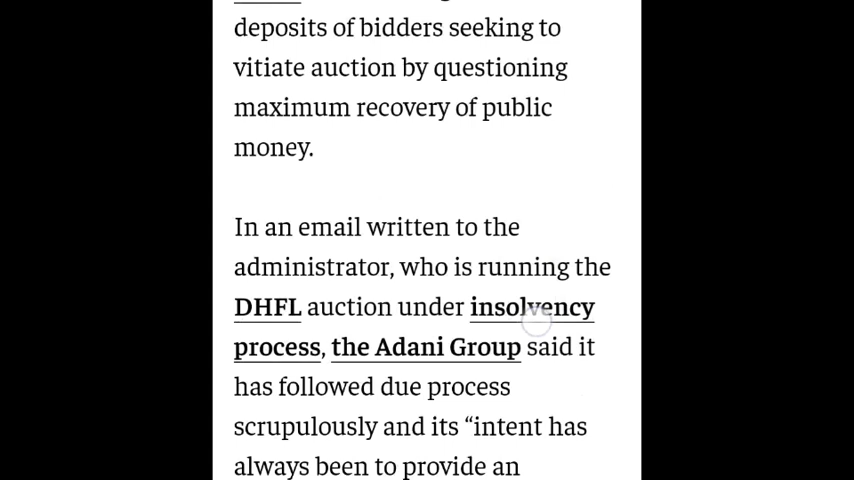 deposits of bidders seeking to
vitiate auction by questioning
maximum recovery of public
money.
In an email written to the
administrator, who is running the
DHFL auction under insolvency
process, the Adani Group said it
has followed due process
scrupulously and its “intent has
always been to provide an